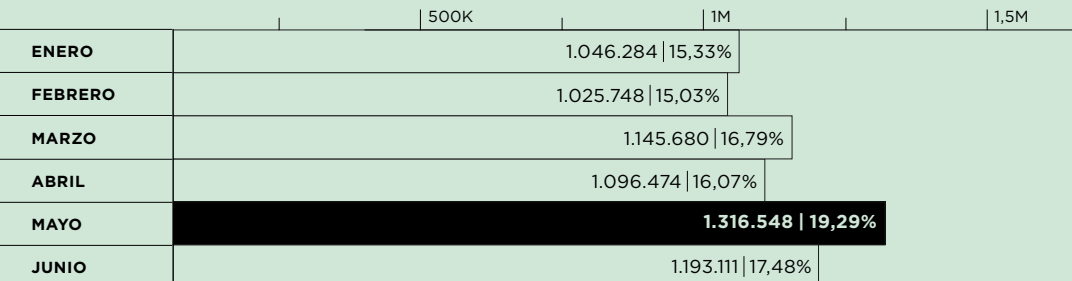 500K 1M 1,5M
ENERO 1.046.284 | 15,33%
FEBRERO 1.025.748 | 15,03%
MARZO 1.145.680 | 16,79%
ABRIL 1.096.474 | 16,07%
MAYO 1.316.548 | 19,29%
JUNIO 1.193.111 | 17,48%